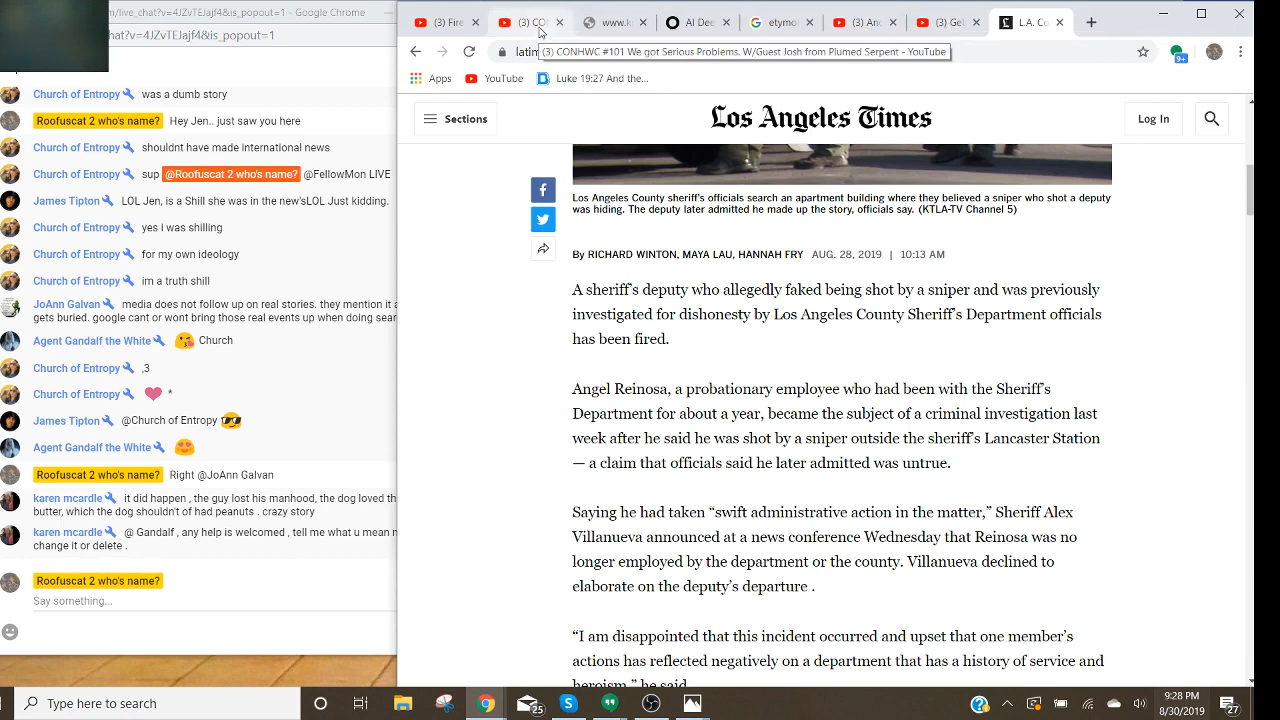 om/live_chat?v=4JZvTEJajf4&is_popout=1 - Google Chrome
hat?v=4JZvTEJajf4&is_popout=1
Church of Entropy was a dumb story
Roofuscat 2 who's name? Hey Jen.. just saw you here
Church of Entropy shouldnt have made international news
Church of Entropy sup @Roofuscat 2 who's name? @FellowMon LIVE
James Tipton LOL Jen, is a Shill she was in the new'sLOL Just kidding.
Church of Entropy yes i was shilling
Church of Entropy for my own ideology
Church of Entropy im a truth shill
JoAnn Galvan media does not follow up on real stories. they mention it a
gets buried. google cant or wont bring those real events up when doing sear
Agent Gandalf the White Church
Church of Entropy ,3
Church of Entropy *
James Tipton @Church of Entropy
Agent Gandalf the White
Roofuscat 2 who's name? Right @JoAnn Galvan
karen mcardle it did happen , the guy lost his manhood, the dog loved th
butter, which the dog shouldn't of had peanuts . crazy story
karen mcardle @ Gandalf , any help is welcomed , tell me what u mean n
change it or delete .
Roofuscat 2 who's name?
Say something...
(3) Fire
(3) CO
www.k
AI Dee
etymo
(3) And
(3) Ge
L.A. Co
latin
(3) CONHWC #101 We got Serious Problems. W/Guest Josh from Plumed Serpent - YouTube
9+
Apps YouTube Luke 19:27 And the...
Sections
Los Angeles Times
Log In
Los Angeles County sheriff's officials search an apartment building where they believed a sniper who shot a deputy
was hiding. The deputy later admitted he made up the story, officials say. (KTLA-TV Channel 5)
By RICHARD WINTON, MAYA LAU, HANNAH FRY AUG. 28, 2019 | 10:13 AM
A sheriff's deputy who allegedly faked being shot by a sniper and was previously
investigated for dishonesty by Los Angeles County Sheriff's Department officials
has been fired.
Angel Reinosa, a probationary employee who had been with the Sheriff's
Department for about a year, became the subject of a criminal investigation last
week after he said he was shot by a sniper outside the sheriff's Lancaster Station
— a claim that officials said he later admitted was untrue.
Saying he had taken “swift administrative action in the matter,” Sheriff Alex
Villanueva announced at a news conference Wednesday that Reinosa was no
longer employed by the department or the county. Villanueva declined to
elaborate on the deputy's departure .
“I am disappointed that this incident occurred and upset that one member's
actions has reflected negatively on a department that has a history of service and
heroism,” he said.
Type here to search
25
9:28 PM
8/30/2019
27